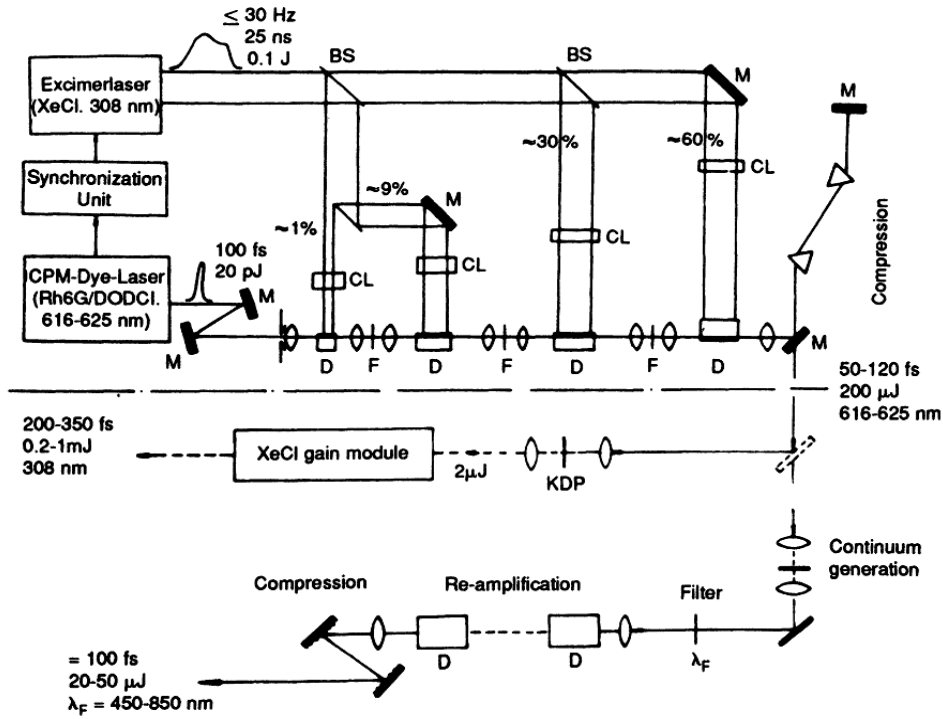 ≤ 30 Hz
25 ns
0.1 J
BS
BS
M
M
Excimerlaser
(XeCl. 308 nm)
~30%
~60%
CL
Synchronization
Unit
~9%
M
~1%
CL
CL
CL
Compression
100 fs
20 pJ
CPM-Dye-Laser
(Rh6G/DODCl.
616-625 nm)
M
M
D
F
D
F
D
F
D
M
50-120 fs
200 µJ
616-625 nm
200-350 fs
0.2-1mJ
308 nm
XeCl gain module
2µJ
KDP
Continuum
generation
Compression
Re-amplification
Filter
D
D
λF
= 100 fs
20-50 µJ
λF = 450-850 nm